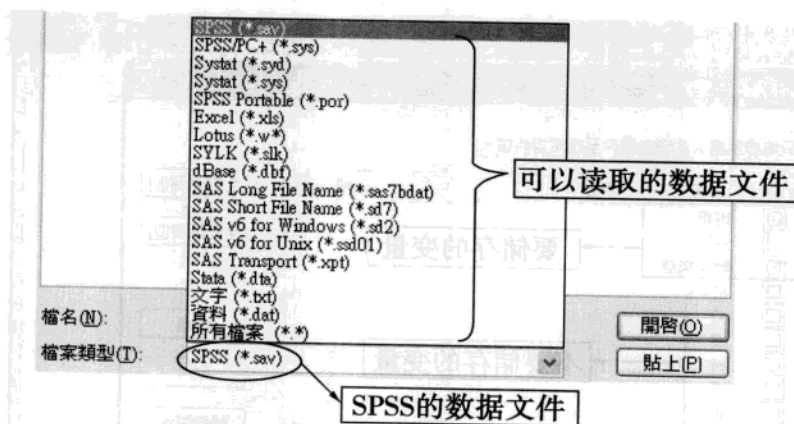 SPSS (*.sav)
SPSS/PC+ (*.sys)
Systat (*.syd)
Systat (*.sys)
SPSS Portable (*.por)
Excel (*.xls)
Lotus (*.w*)
SYLK (*.slk)
dBase (*.dbf)
SAS Long File Name (*.sas7bdat)
SAS Short File Name (*.sd7)
SAS v6 for Windows (*.sd2)
SAS v6 for Unix (*.ssd01)
SAS Transport (*.xpt)
Stata (*.dta)
文字 (*.txt)
資料 (*.dat)
所有檔案 (*.*)
可以读取的数据文件
檔名(N):
開啓(O)
檔案類型(T):
SPSS (*.sav)
貼上(P)
SPSS的数据文件